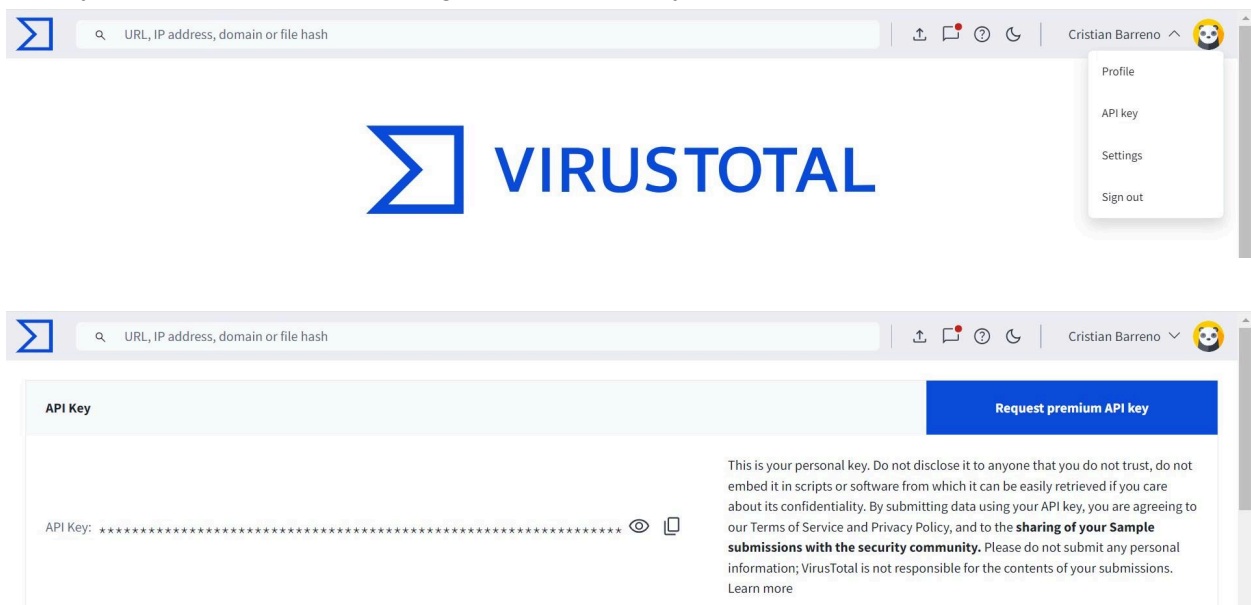 URL, IP address, domain or file hash
Cristian Barreno
Profile
API key
Settings
Sign out
VIRUSTOTAL
URL, IP address, domain or file hash
Cristian Barreno
API Key
Request premium API key
API Key: ****************************************************************
This is your personal key. Do not disclose it to anyone that you do not trust, do not
embed it in scripts or software from which it can be easily retrieved if you care
about its confidentiality. By submitting data using your API key, you are agreeing to
our Terms of Service and Privacy Policy, and to the sharing of your Sample
submissions with the security community. Please do not submit any personal
information; VirusTotal is not responsible for the contents of your submissions.
Learn more